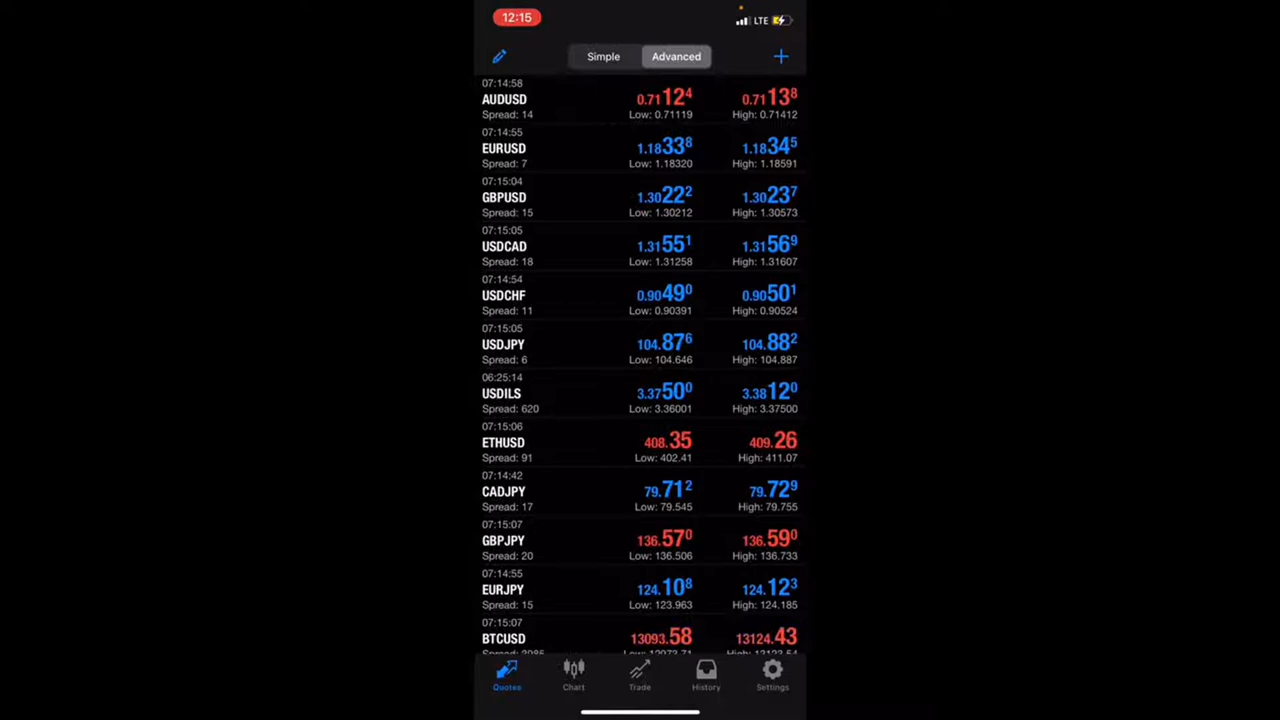 12:15
LTE
Simple Advanced
07:14:58
AUDUSD 0.71124 0.71138
Spread: 14 Low: 0.71119 High: 0.71412
07:14:55
EURUSD 1.18338 1.18345
Spread: 7 Low: 1.18320 High: 1.18591
07:15:04
GBPUSD 1.30222 1.30237
Spread: 15 Low: 1.30212 High: 1.30573
07:15:05
USDCAD 1.31551 1.31569
Spread: 18 Low: 1.31258 High: 1.31607
07:14:54
USDCHF 0.90490 0.90501
Spread: 11 Low: 0.90391 High: 0.90524
07:15:05
USDJPY 104.876 104.882
Spread: 6 Low: 104.646 High: 104.887
06:25:14
USDILS 3.37500 3.38120
Spread: 620 Low: 3.36001 High: 3.37500
07:15:06
ETHUSD 408.35 409.26
Spread: 91 Low: 402.41 High: 411.07
07:14:42
CADJPY 79.712 79.729
Spread: 17 Low: 79.545 High: 79.755
07:15:07
GBPJPY 136.570 136.590
Spread: 20 Low: 136.506 High: 136.733
07:14:55
EURJPY 124.108 124.123
Spread: 15 Low: 123.963 High: 124.185
07:15:07
BTCUSD 13093.58 13124.43
Quotes Chart Trade History Settings